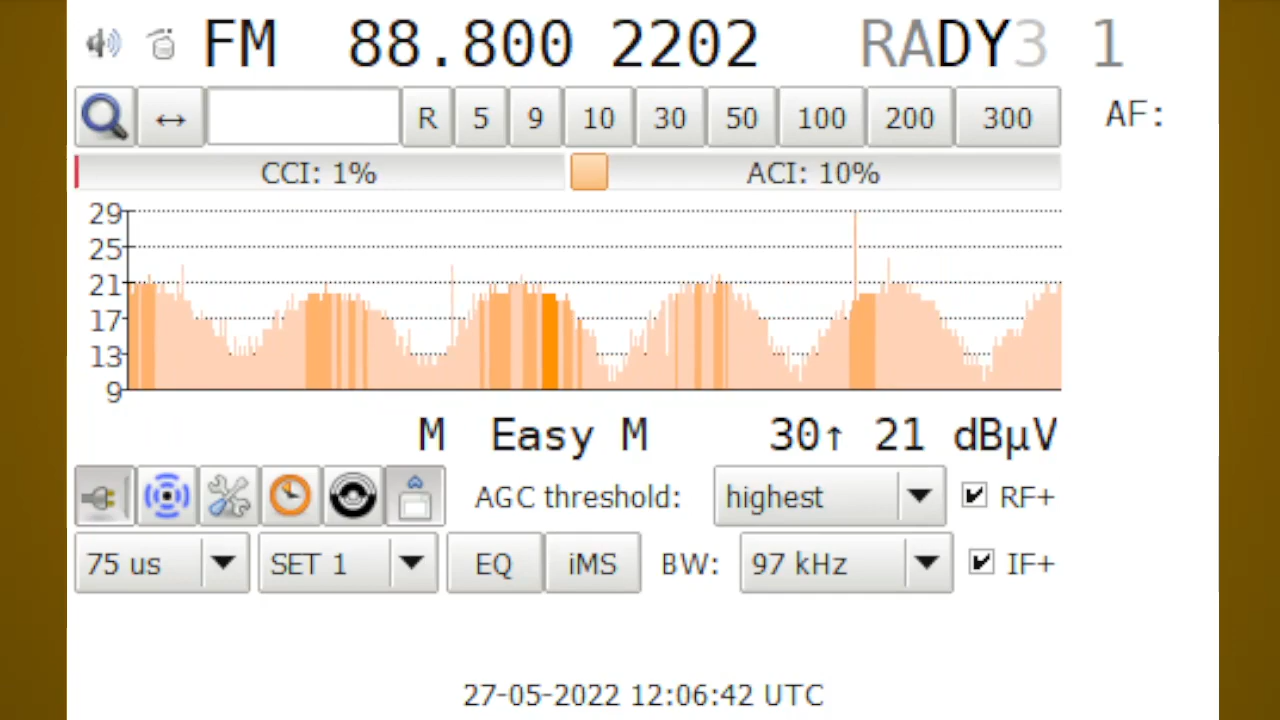 FM 88.800 2202 RADY3 1
R 5 9 10 30 50 100 200 300 AF:
CCI: 1% ACI: 10%
29
25
21
17
13
9
M Easy M 30↑ 21 dBµV
AGC threshold: highest RF+
75 us SET 1 EQ iMS BW: 97 kHz IF+
27-05-2022 12:06:42 UTC